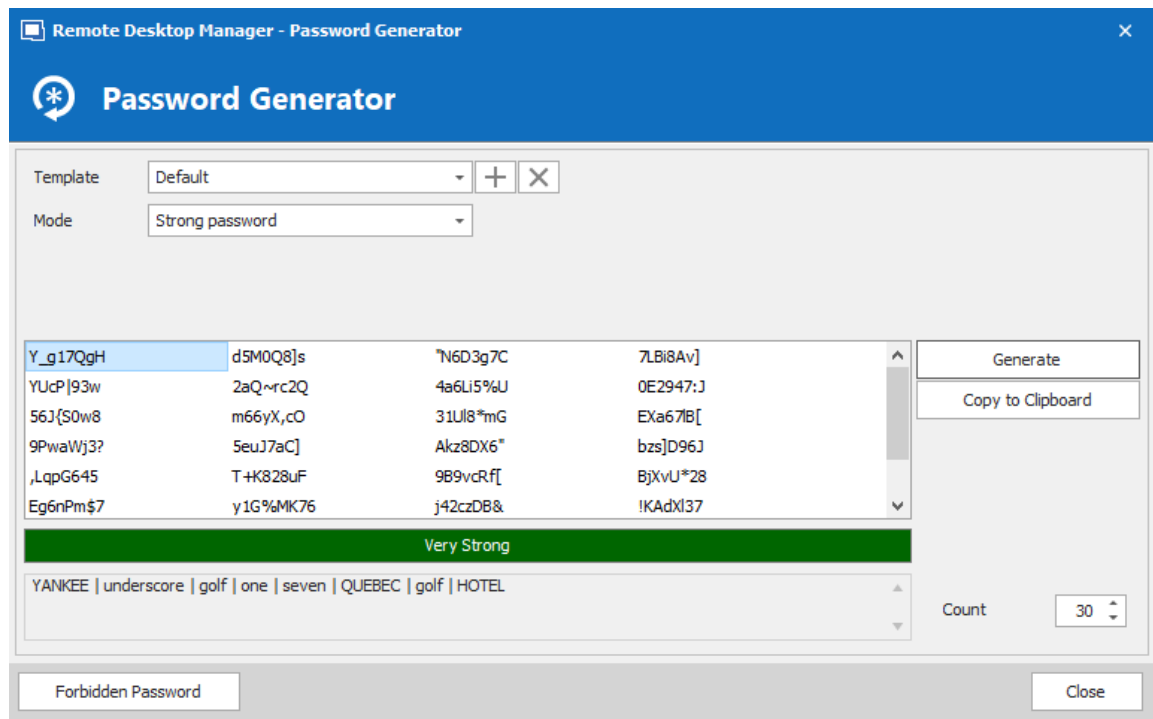 Remote Desktop Manager - Password Generator
Password Generator
Template Default
Mode Strong password
Y_g17QgH d5M0Q8]s "N6D3g7C 7LBi8Av]
YUcP|93w 2aQ~rc2Q 4a6Li5%U 0E2947:J
56J{S0w8 m66yX,cO 31Ul8*mG EXa67lB[
9PwaWj3? 5euJ7aC] Akz8DX6" bzs]D96J
,LqpG645 T+K828uF 9B9vcRf[ BjXvU*28
Eg6nPm$7 y1G%MK76 j42czDB& !KAdXl37
Generate
Copy to Clipboard
Very Strong
YANKEE | underscore | golf | one | seven | QUEBEC | golf | HOTEL
Count 30
Forbidden Password
Close